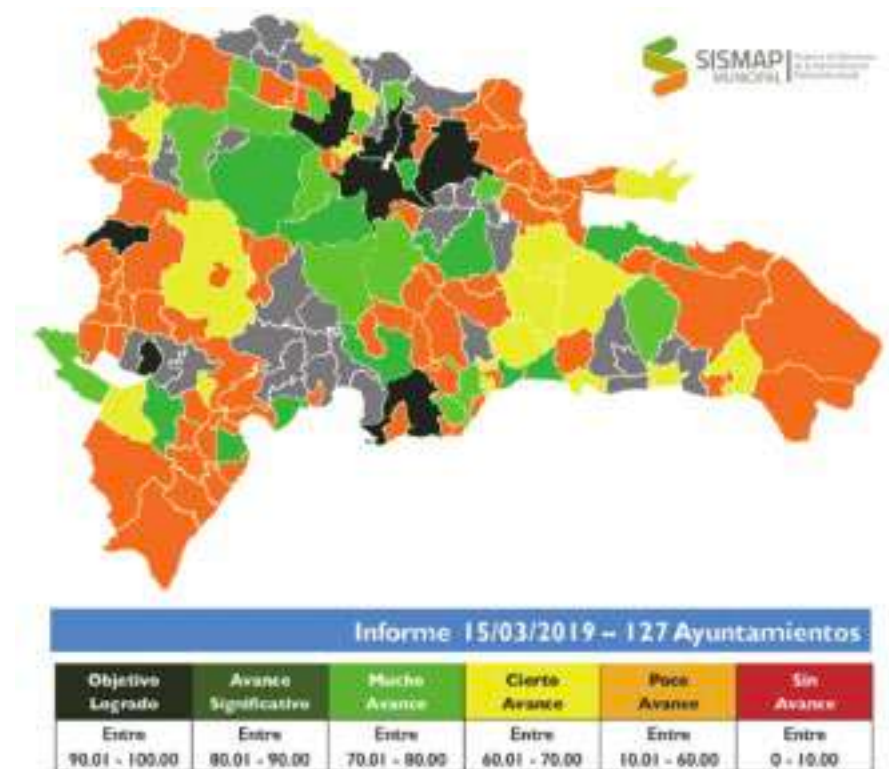 SISMAP
MUNICIPAL
Informe 15/03/2019 – 127 Ayuntamientos
Objetivo Logrado
Avance Significativo
Mucho Avance
Cierto Avance
Poco Avance
Sin Avance
Entre 90.01 - 100.00
Entre 80.01 - 90.00
Entre 70.01 - 80.00
Entre 60.01 - 70.00
Entre 10.01 - 60.00
Entre 0 - 10.00